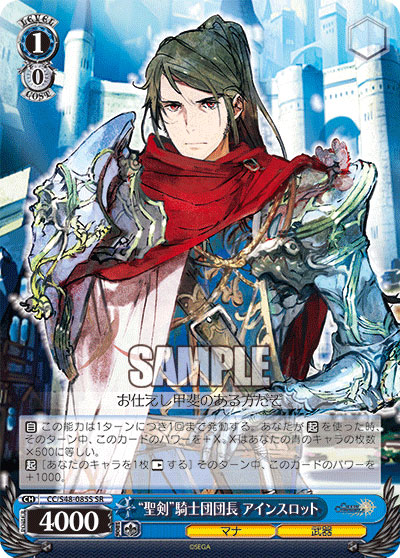 LEVEL
1
0
COST
SAMPLE
お仕えし甲斐のある方だぞ
自 この能力は1ターンにつき1回まで発動する。あなたが起を使った時、
そのターン中、このカードのパワーを＋X。Xはあなたの青のキャラの枚数
×500に等しい。
起 [あなたのキャラを1枚レストする] そのターン中、このカードのパワーを
＋1000。
CH CC/S48-085S SR
4000
“聖剣”騎士団団長 アインスロット
マナ
武器
©SEGA